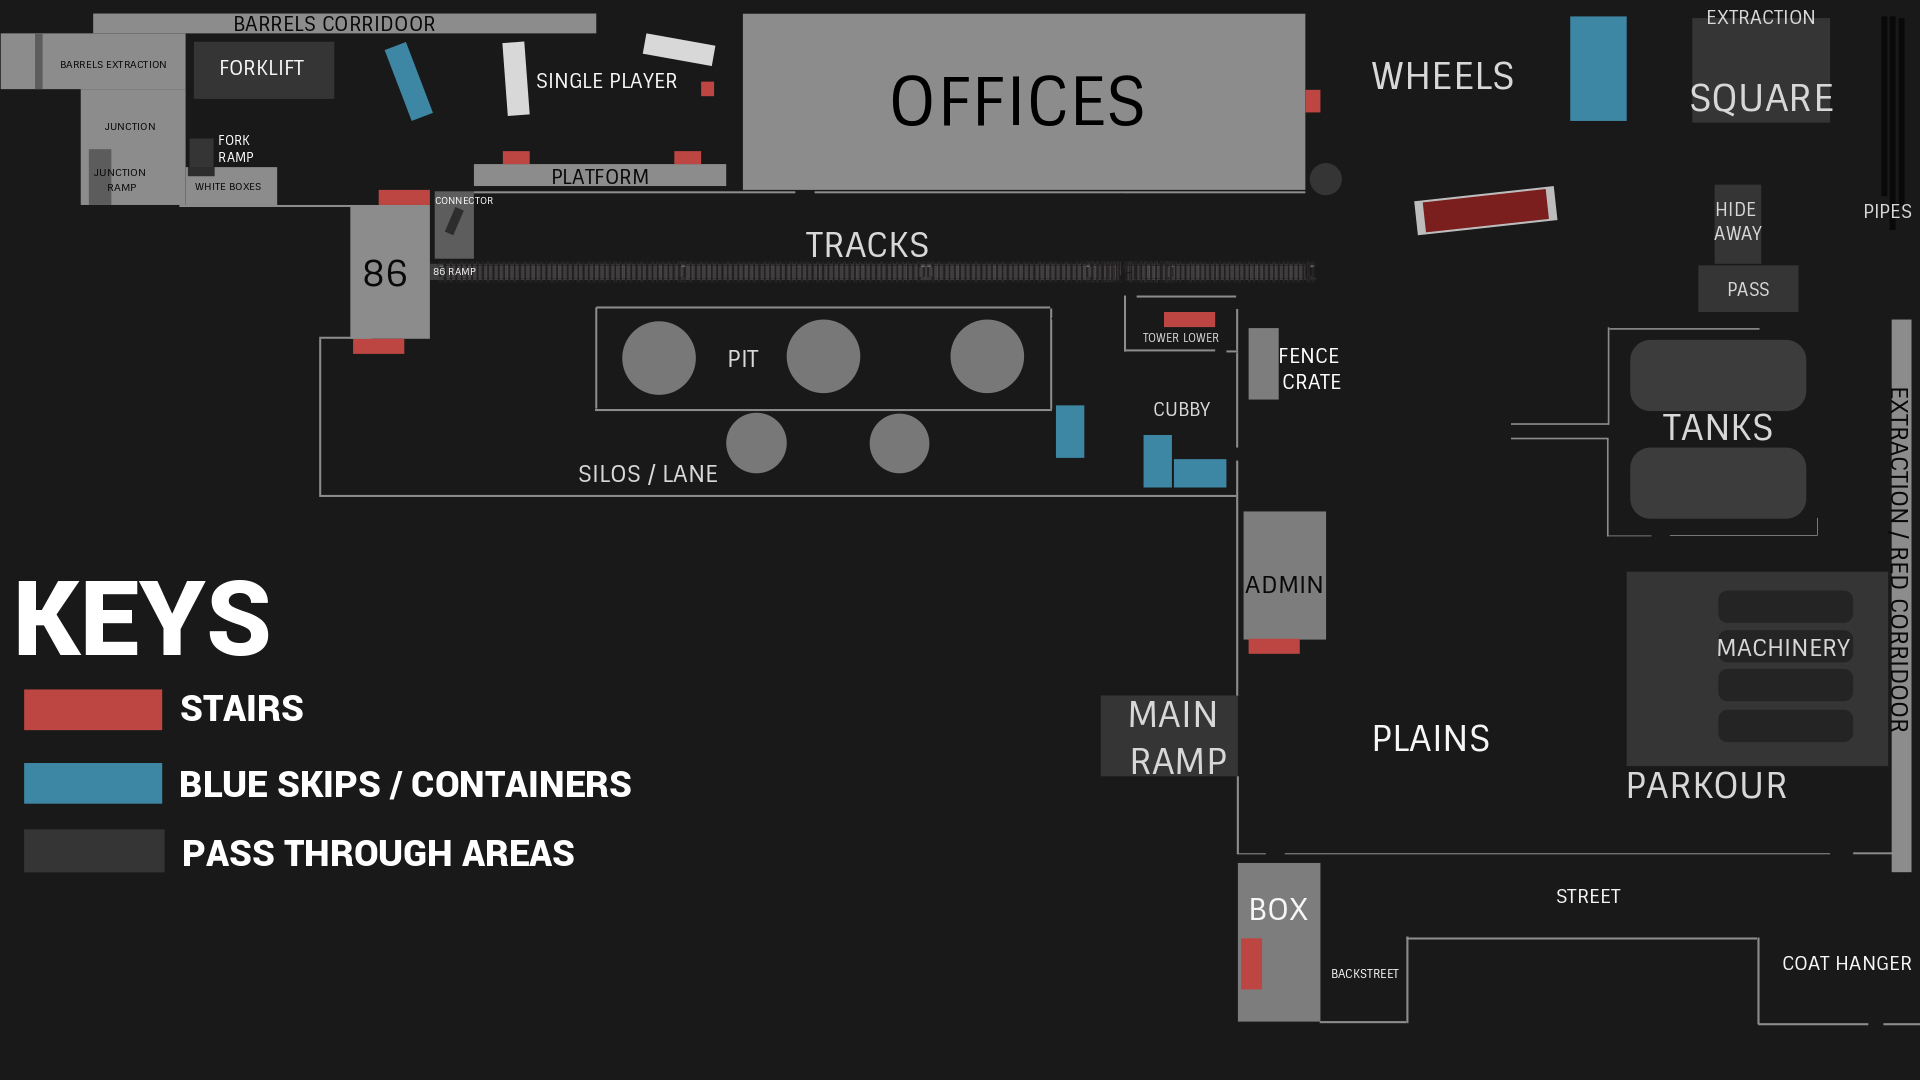 BARRELS CORRIDOOR
EXTRACTION
BARRELS EXTRACTION
FORKLIFT
SINGLE PLAYER
OFFICES
WHEELS
SQUARE
JUNCTION
FORK
RAMP
JUNCTION
RAMP
WHITE BOXES
PLATFORM
CONNECTOR
HIDE
AWAY
PIPES
TRACKS
86
86 RAMP
PASS
TOWER LOWER
PIT
FENCE
CRATE
CUBBY
TANKS
SILOS / LANE
EXTRACTION / RED CORRIDOOR
ADMIN
MACHINERY
KEYS
STAIRS
BLUE SKIPS / CONTAINERS
PASS THROUGH AREAS
MAIN
RAMP
PLAINS
PARKOUR
BOX
STREET
BACKSTREET
COAT HANGER